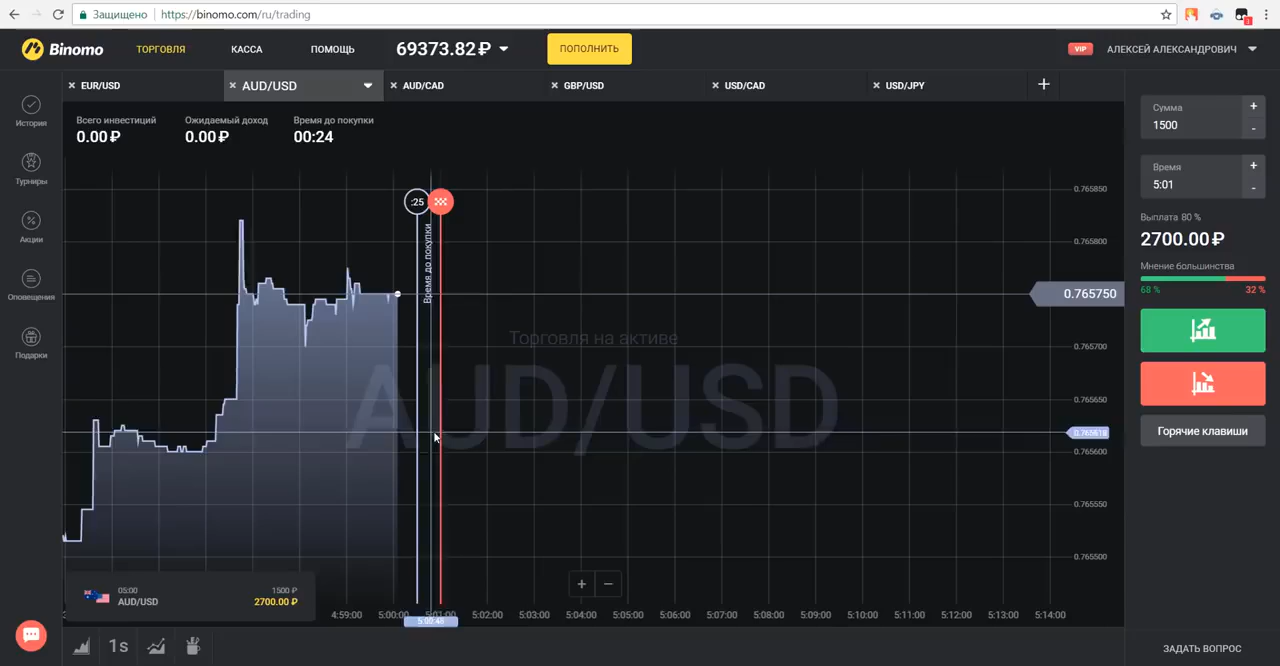 Защищено
https://binomo.com/ru/trading
1
Binomo
ТОРГОВЛЯ
КАССА
ПОМОЩЬ
69373.82 ₽
ПОПОЛНИТЬ
VIP
АЛЕКСЕЙ АЛЕКСАНДРОВИЧ
× EUR/USD
× AUD/USD
× AUD/CAD
× GBP/USD
× USD/CAD
× USD/JPY
+
История
Турниры
Акции
Оповещения
Подарки
Всего инвестиций
0.00 ₽
Ожидаемый доход
0.00 ₽
Время до покупки
00:24
:25
Время до покупки
Торговля на активе
AUD/USD
0.765850
0.765800
0.765750
0.765700
0.765650
0.765618
0.765600
0.765550
0.765500
05:00
AUD/USD
1500 ₽
2700.00 ₽
+
−
4:59:00
5:00:00
5:01:00
5:02:00
5:03:00
5:04:00
5:05:00
5:06:00
5:07:00
5:08:00
5:09:00
5:10:00
5:11:00
5:12:00
5:13:00
5:14:00
1s
Сумма
1500
+
-
Время
5:01
+
-
Выплата 80 %
2700.00 ₽
Мнение большинства
68 %
32 %
Горячие клавиши
ЗАДАТЬ ВОПРОС